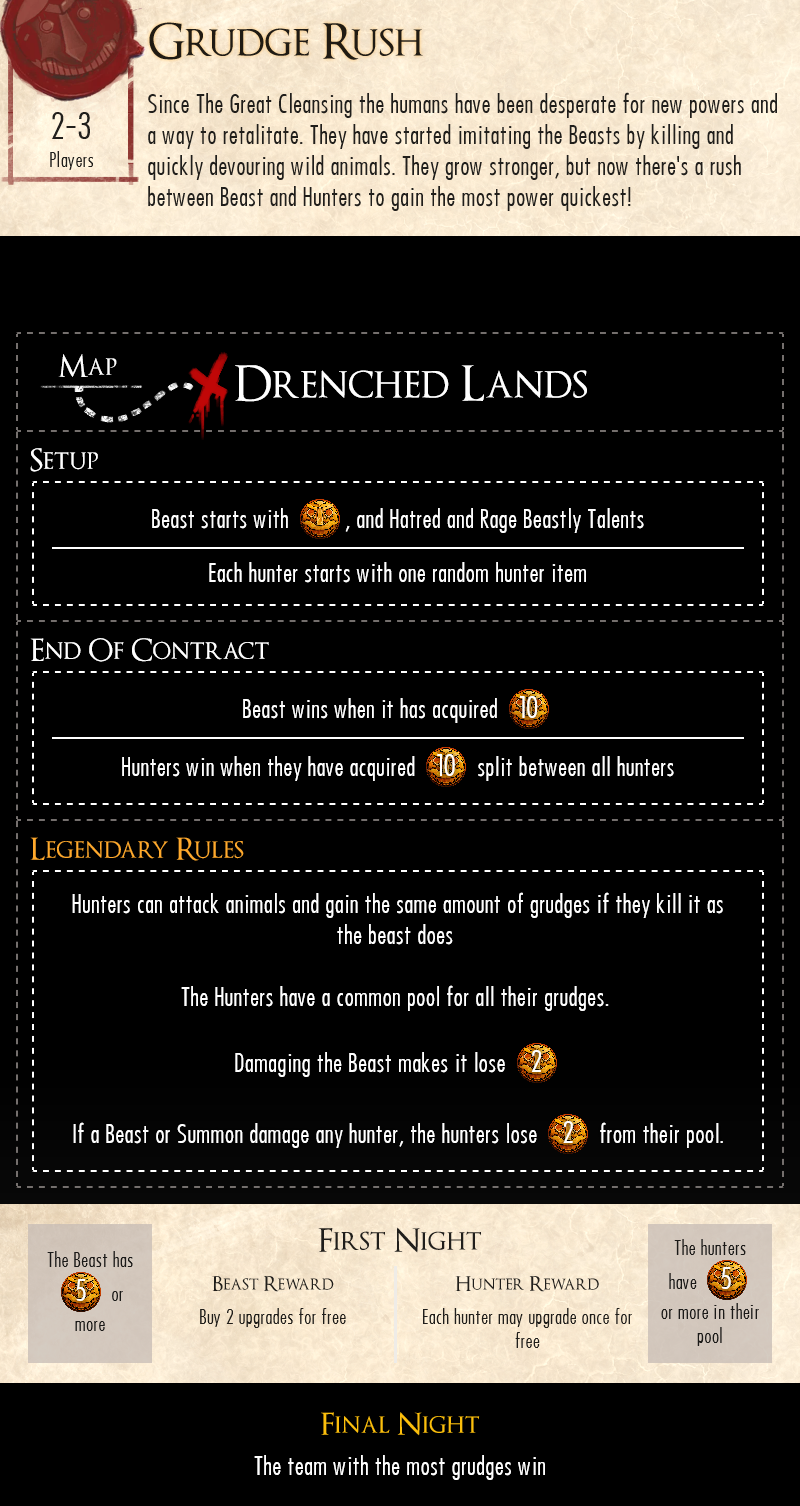 Grudge Rush
2-3
Players
Since The Great Cleansing the humans have been desperate for new powers and
a way to retalitate. They have started imitating the Beasts by killing and
quickly devouring wild animals. They grow stronger, but now there's a rush
between Beast and Hunters to gain the most power quickest!
Map
Drenched Lands
Setup
Beast starts with 1, and Hatred and Rage Beastly Talents
Each hunter starts with one random hunter item
End Of Contract
Beast wins when it has acquired 10
Hunters win when they have acquired 10 split between all hunters
Legendary Rules
Hunters can attack animals and gain the same amount of grudges if they kill it as
the beast does
The Hunters have a common pool for all their grudges.
Damaging the Beast makes it lose 2
If a Beast or Summon damage any hunter, the hunters lose 2 from their pool.
The Beast has
5 or
more
First Night
Beast Reward
Buy 2 upgrades for free
Hunter Reward
Each hunter may upgrade once for
free
The hunters
have 5
or more in their
pool
Final Night
The team with the most grudges win